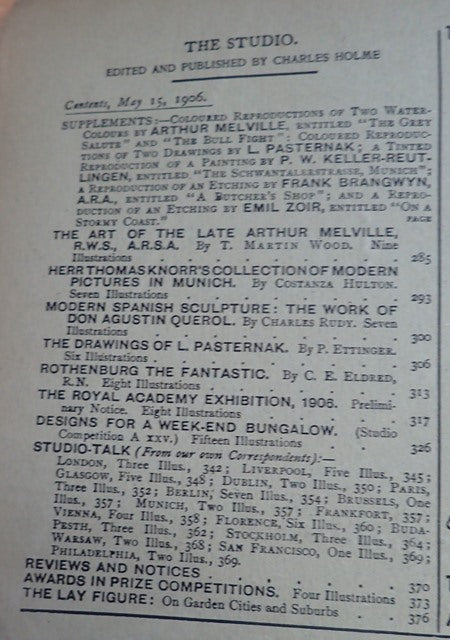 THE STUDIO.
EDITED AND PUBLISHED BY CHARLES HOLME
Contents, May 15, 1906.
SUPPLEMENTS:—COLOURED REPRODUCTIONS OF TWO WATER-
COLOURS BY ARTHUR MELVILLE, ENTITLED "THE GREY
SALUTE" AND "THE BULL FIGHT": COLOURED REPRODUC-
TIONS OF TWO DRAWINGS BY L. PASTERNAK; A TINTED
REPRODUCTION OF A PAINTING BY P. W. KELLER-REUT-
LINGEN, ENTITLED "THE SCHWANTALERSTRASSE, MUNICH";
A REPRODUCTION OF AN ETCHING BY FRANK BRANGWYN,
A.R.A., ENTITLED "A BUTCHER'S SHOP"; AND A REPRO-
DUCTION OF AN ETCHING BY EMIL ZOIR, ENTITLED "ON A
STORMY COAST." PAGE
THE ART OF THE LATE ARTHUR MELVILLE,
R.W.S., A.R.S.A. By T. MARTIN WOOD. Nine
Illustrations . . . . . . . 285
HERR THOMAS KNORR'S COLLECTION OF MODERN
PICTURES IN MUNICH. By COSTANZA HULTON.
Seven Illustrations . . . . . . 293
MODERN SPANISH SCULPTURE: THE WORK OF
DON AGUSTIN QUEROL. By CHARLES RUDY. Seven
Illustrations . . . . . . . 300
THE DRAWINGS OF L. PASTERNAK. By P. ETTINGER.
Six Illustrations . . . . . . . 306
ROTHENBURG THE FANTASTIC. By C. E. ELDRED,
R.N. Eight Illustrations . . . . . 313
THE ROYAL ACADEMY EXHIBITION, 1906. Prelimi-
nary Notice. Eight Illustrations . . . . 317
DESIGNS FOR A WEEK-END BUNGALOW. (Studio
Competition A XXV.) Fifteen Illustrations . . . 326
STUDIO-TALK (From our own Correspondents):—
LONDON, Three Illus., 342; LIVERPOOL, Five Illus., 345;
GLASGOW, Five Illus., 348; DUBLIN, Two Illus., 350; PARIS,
Three Illus., 352; BERLIN, Seven Illus., 354; BRUSSELS, One
Illus., 357; MUNICH, Two Illus., 357; FRANKFORT, 357;
VIENNA, Four Illus., 358; FLORENCE, Six Illus., 360; BUDA-
PESTH, Three Illus., 362; STOCKHOLM, Three Illus., 364;
WARSAW, Two Illus., 368; SAN FRANCISCO, One Illus., 369;
PHILADELPHIA, Two Illus., 369.
REVIEWS AND NOTICES . . . . . . 370
AWARDS IN PRIZE COMPETITIONS. Four Illustrations 373
THE LAY FIGURE: On Garden Cities and Suburbs . . 376